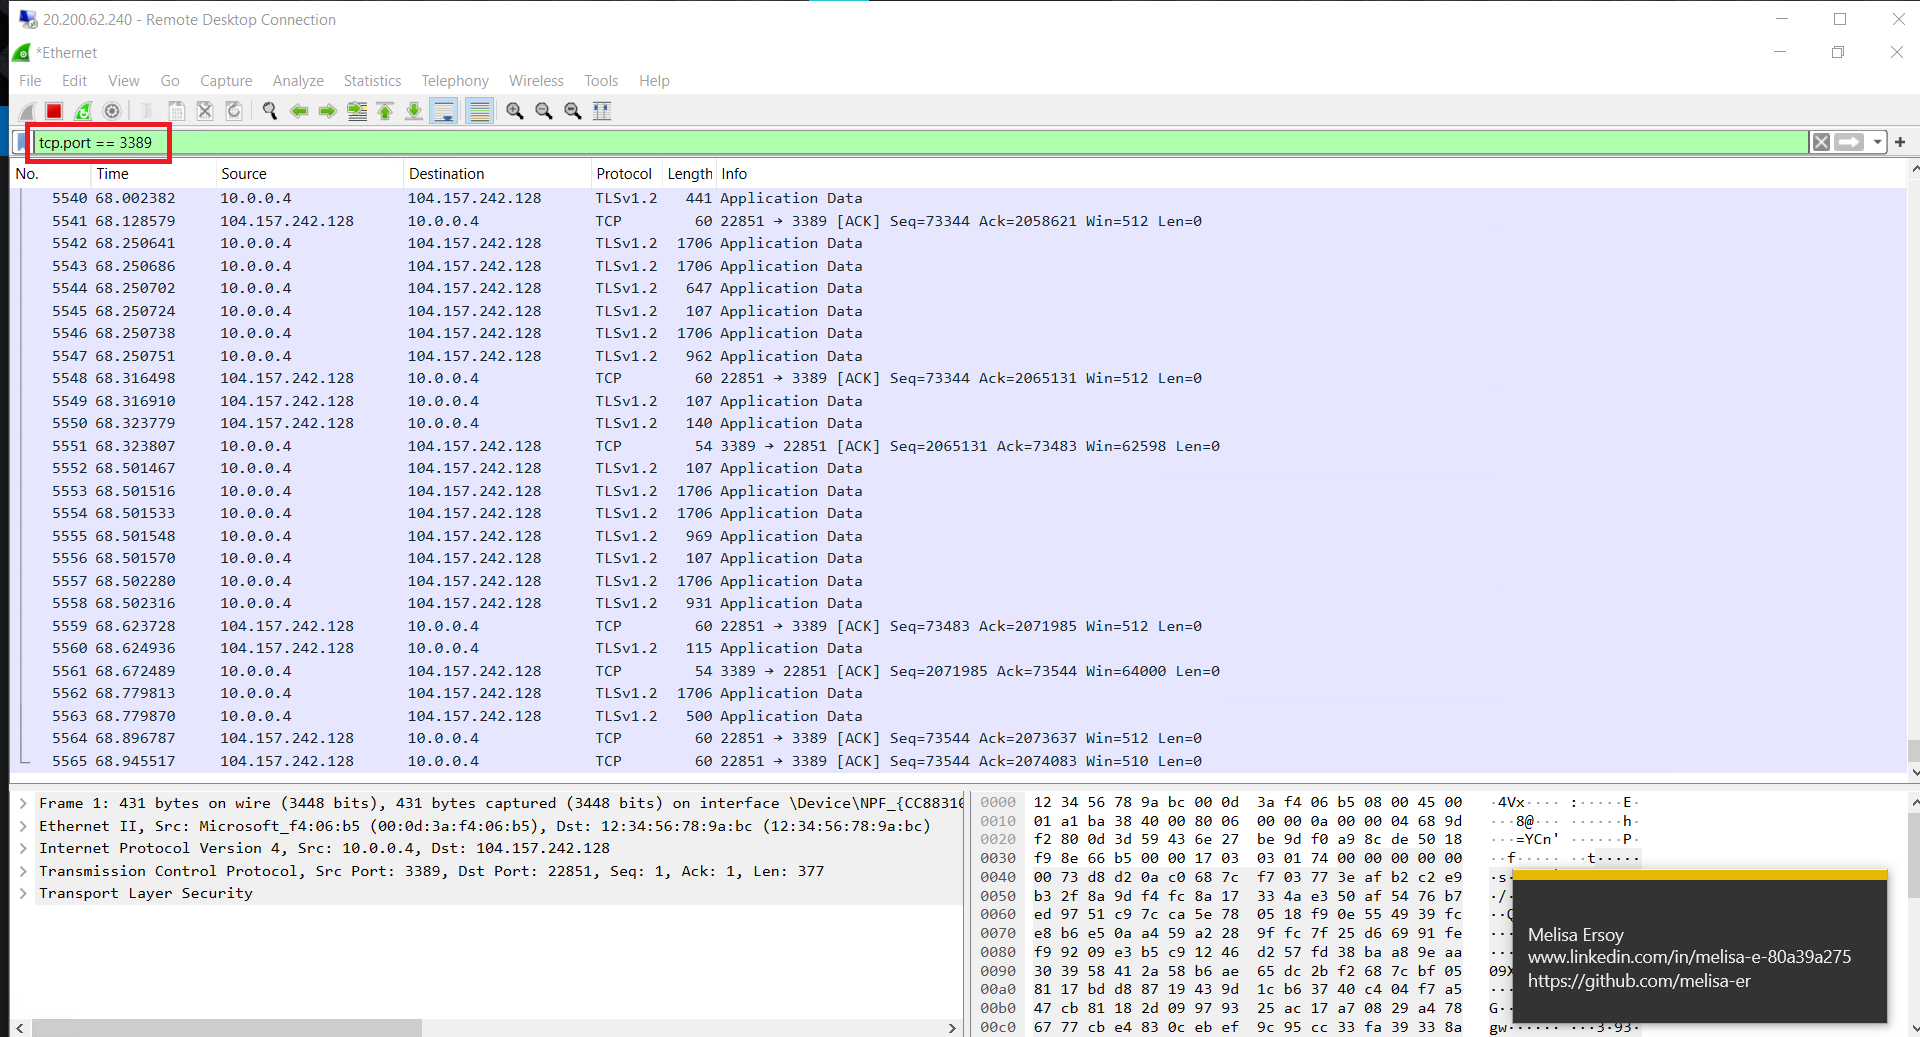 20.200.62.240 - Remote Desktop Connection
*Ethernet
File Edit View Go Capture Analyze Statistics Telephony Wireless Tools Help
tcp.port == 3389
No. Time Source Destination Protocol Length Info
5540 68.002382 10.0.0.4 104.157.242.128 TLSv1.2 441 Application Data
5541 68.128579 104.157.242.128 10.0.0.4 TCP 60 22851 → 3389 [ACK] Seq=73344 Ack=2058621 Win=512 Len=0
5542 68.250641 10.0.0.4 104.157.242.128 TLSv1.2 1706 Application Data
5543 68.250686 10.0.0.4 104.157.242.128 TLSv1.2 1706 Application Data
5544 68.250702 10.0.0.4 104.157.242.128 TLSv1.2 647 Application Data
5545 68.250724 10.0.0.4 104.157.242.128 TLSv1.2 107 Application Data
5546 68.250738 10.0.0.4 104.157.242.128 TLSv1.2 1706 Application Data
5547 68.250751 10.0.0.4 104.157.242.128 TLSv1.2 962 Application Data
5548 68.316498 104.157.242.128 10.0.0.4 TCP 60 22851 → 3389 [ACK] Seq=73344 Ack=2065131 Win=512 Len=0
5549 68.316910 104.157.242.128 10.0.0.4 TLSv1.2 107 Application Data
5550 68.323779 104.157.242.128 10.0.0.4 TLSv1.2 140 Application Data
5551 68.323807 10.0.0.4 104.157.242.128 TCP 54 3389 → 22851 [ACK] Seq=2065131 Ack=73483 Win=62598 Len=0
5552 68.501467 10.0.0.4 104.157.242.128 TLSv1.2 107 Application Data
5553 68.501516 10.0.0.4 104.157.242.128 TLSv1.2 1706 Application Data
5554 68.501533 10.0.0.4 104.157.242.128 TLSv1.2 1706 Application Data
5555 68.501548 10.0.0.4 104.157.242.128 TLSv1.2 969 Application Data
5556 68.501570 10.0.0.4 104.157.242.128 TLSv1.2 107 Application Data
5557 68.502280 10.0.0.4 104.157.242.128 TLSv1.2 1706 Application Data
5558 68.502316 10.0.0.4 104.157.242.128 TLSv1.2 931 Application Data
5559 68.623728 104.157.242.128 10.0.0.4 TCP 60 22851 → 3389 [ACK] Seq=73483 Ack=2071985 Win=512 Len=0
5560 68.624936 104.157.242.128 10.0.0.4 TLSv1.2 115 Application Data
5561 68.672489 10.0.0.4 104.157.242.128 TCP 54 3389 → 22851 [ACK] Seq=2071985 Ack=73544 Win=64000 Len=0
5562 68.779813 10.0.0.4 104.157.242.128 TLSv1.2 1706 Application Data
5563 68.779870 10.0.0.4 104.157.242.128 TLSv1.2 500 Application Data
5564 68.896787 104.157.242.128 10.0.0.4 TCP 60 22851 → 3389 [ACK] Seq=73544 Ack=2073637 Win=512 Len=0
5565 68.945517 104.157.242.128 10.0.0.4 TCP 60 22851 → 3389 [ACK] Seq=73544 Ack=2074083 Win=510 Len=0
Frame 1: 431 bytes on wire (3448 bits), 431 bytes captured (3448 bits) on interface \Device\NPF_{CC88310
Ethernet II, Src: Microsoft_f4:06:b5 (00:0d:3a:f4:06:b5), Dst: 12:34:56:78:9a:bc (12:34:56:78:9a:bc)
Internet Protocol Version 4, Src: 10.0.0.4, Dst: 104.157.242.128
Transmission Control Protocol, Src Port: 3389, Dst Port: 22851, Seq: 1, Ack: 1, Len: 377
Transport Layer Security
0000 12 34 56 78 9a bc 00 0d 3a f4 06 b5 08 00 45 00 ·4Vx···· :·····E·
0010 01 a1 ba 38 40 00 80 06 00 00 0a 00 00 04 68 9d ···8@··· ······h·
0020 f2 80 0d 3d 59 43 6e 27 be 9d f0 a9 8c de 50 18 ···=YCn' ······P·
0030 f9 8e 66 b5 00 00 17 03 03 01 74 00 00 00 00 00 ··f····· ··t·····
0040 00 73 d8 d2 0a c0 68 7c f7 03 77 3e af b2 c2 e9 ·s·
0050 b3 2f 8a 9d f4 fc 8a 17 33 4a e3 50 af 54 76 b7 ·/·
0060 ed 97 51 c9 7c ca 5e 78 05 18 f9 0e 55 49 39 fc ··Q
0070 e8 b6 e5 0a a4 59 a2 28 9f fc 7f 25 d6 69 91 fe ···
0080 f9 92 09 e3 b5 c9 12 46 d2 57 fd 38 ba a8 9e aa ···
0090 30 39 58 41 2a 58 b6 ae 65 dc 2b f2 68 7c bf 05 09X
00a0 81 17 bd d8 87 19 43 9d 1c b6 37 40 c4 04 f7 a5 ···
00b0 47 cb 81 18 2d 09 97 93 25 ac 17 a7 08 29 a4 78 G··
00c0 67 77 cb e4 83 0c eb ef 9c 95 cc 33 fa 39 33 8a gw······ ···3·93·
Melisa Ersoy
www.linkedin.com/in/melisa-e-80a39a275
https://github.com/melisa-er